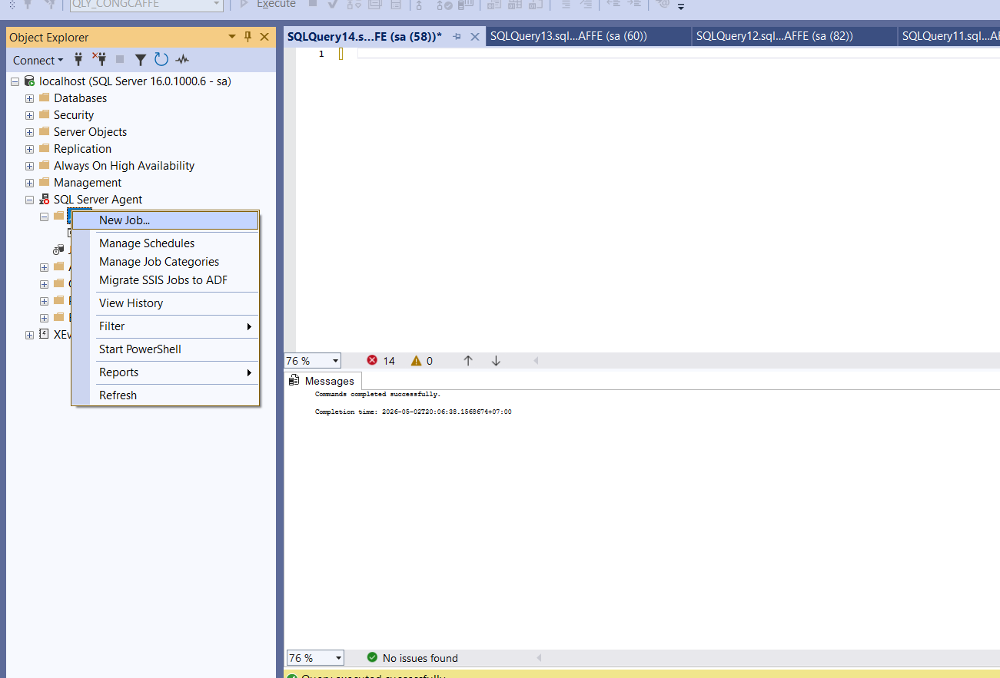 QLY_CONGCAFFE
Execute
Object Explorer
Connect
localhost (SQL Server 16.0.1000.6 - sa)
Databases
Security
Server Objects
Replication
Always On High Availability
Management
SQL Server Agent
XEv
New Job...
Manage Schedules
Manage Job Categories
Migrate SSIS Jobs to ADF
View History
Filter
Start PowerShell
Reports
Refresh
SQLQuery14.s...FE (sa (58))*
SQLQuery13.sql...AFFE (sa (60))
SQLQuery12.sql...AFFE (sa (82))
SQLQuery11.sql...AF
1
76 %
14
0
Messages
Commands completed successfully.
Completion time: 2026-05-02T20:06:38.1568674+07:00
76 %
No issues found
Query executed successfully